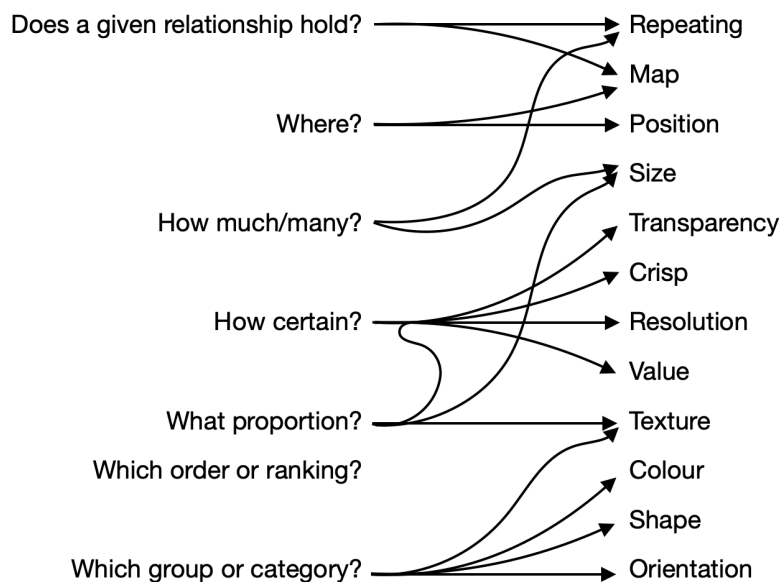 Does a given relationship hold?
Repeating
Map
Where?
Position
Size
How much/many?
Transparency
Crisp
How certain?
Resolution
Value
What proportion?
Texture
Which order or ranking?
Colour
Shape
Which group or category?
Orientation